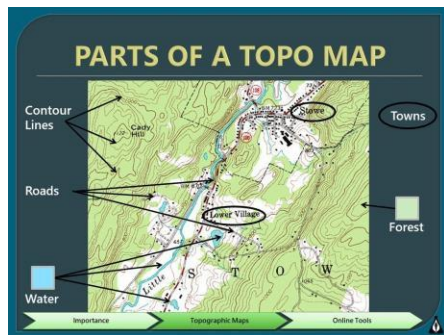 PARTS OF A TOPO MAP
Contour
Lines
Cady
Hill
Stowe
Towns
Roads
Lower Village
Forest
Water
Little
S T O W
Importance
Topographic Maps
Online Tools